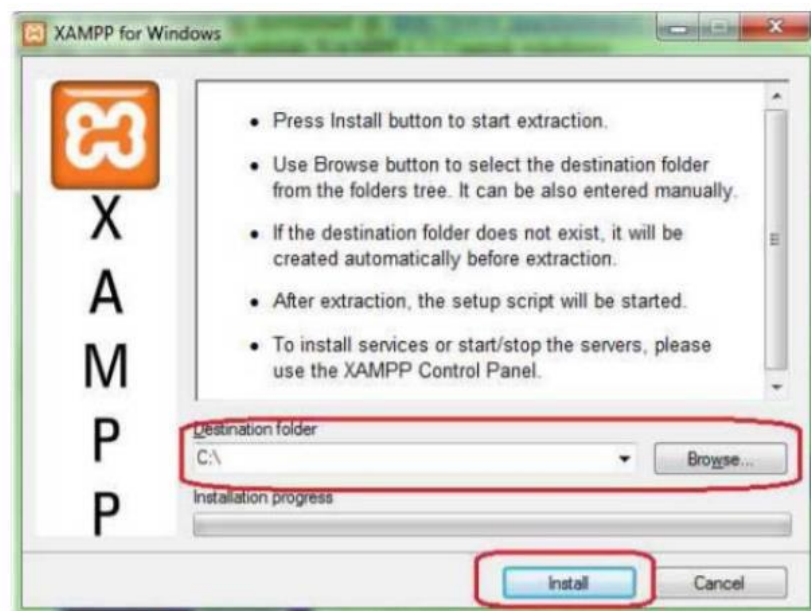 XAMPP for Windows
X
A
M
P
P
• Press Install button to start extraction.
• Use Browse button to select the destination folder
from the folders tree. It can be also entered manually.
• If the destination folder does not exist, it will be
created automatically before extraction.
• After extraction, the setup script will be started.
• To install services or start/stop the servers, please
use the XAMPP Control Panel.
Destination folder
C:\
Browse...
Installation progress
Install
Cancel